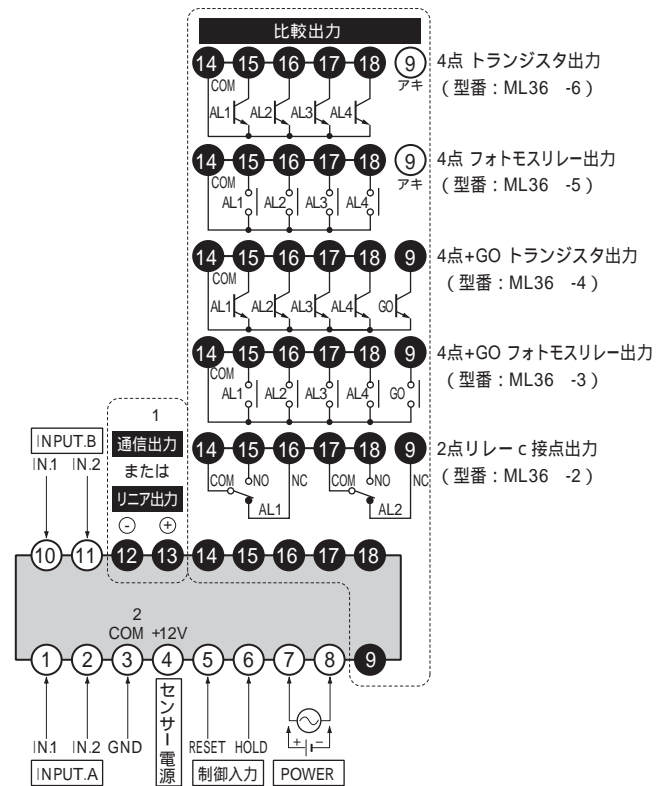 比較出力
14 15 16 17 18 9 4点 トランジスタ出力
COM アキ (型番：ML36 -6)
AL1 AL2 AL3 AL4
14 15 16 17 18 9 4点 フォトモスリレー出力
COM アキ (型番：ML36 -5)
AL1 AL2 AL3 AL4
14 15 16 17 18 9 4点+GO トランジスタ出力
COM (型番：ML36 -4)
AL1 AL2 AL3 AL4 GO
14 15 16 17 18 9 4点+GO フォトモスリレー出力
COM (型番：ML36 -3)
AL1 AL2 AL3 AL4 GO
14 15 16 17 18 9 2点リレー c 接点出力
COM NO NC COM NO NC (型番：ML36 -2)
AL1 AL2
1
INPUT.B 通信出力
IN.1 IN.2 または
リニア出力
- +
10 11 12 13 14 15 16 17 18
2
COM +12V
1 2 3 4 5 6 7 8 9
センサー電源
+ -
IN.1 IN.2 GND RESET HOLD
INPUT.A 制御入力 POWER